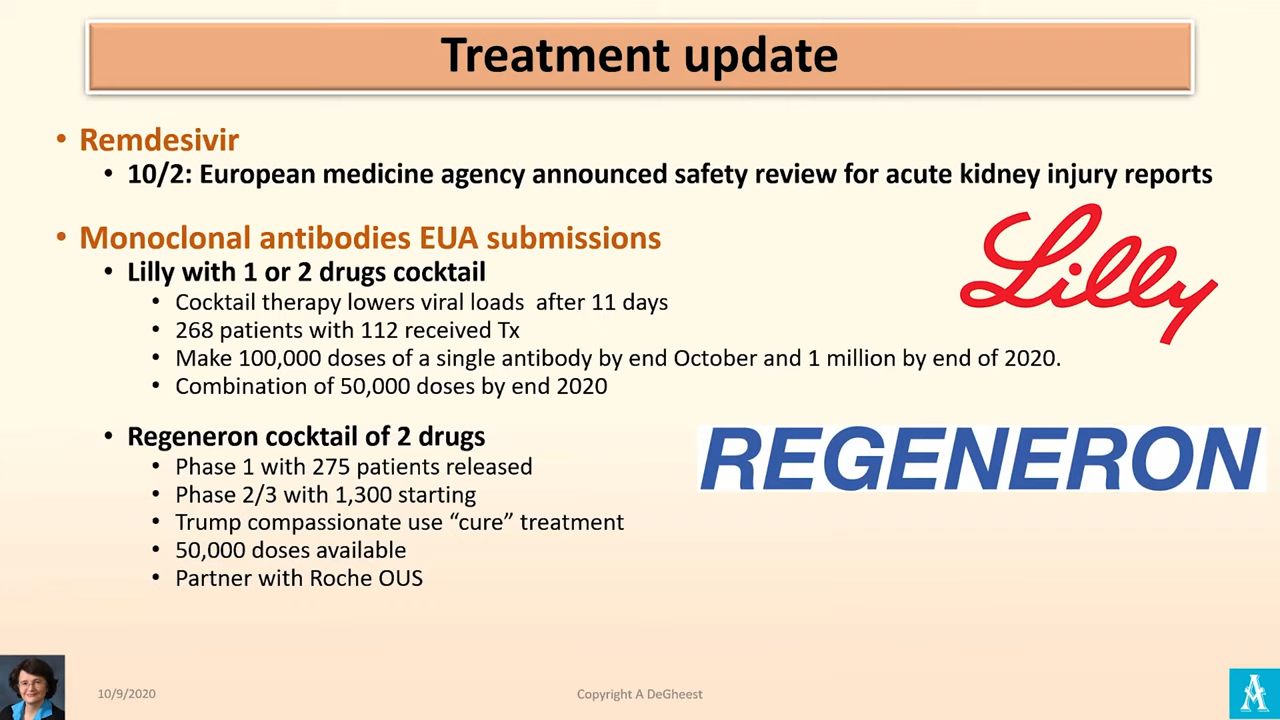 Treatment update
• Remdesivir
• 10/2: European medicine agency announced safety review for acute kidney injury reports
• Monoclonal antibodies EUA submissions
• Lilly with 1 or 2 drugs cocktail
• Cocktail therapy lowers viral loads after 11 days
• 268 patients with 112 received Tx
• Make 100,000 doses of a single antibody by end October and 1 million by end of 2020.
• Combination of 50,000 doses by end 2020
Lilly
• Regeneron cocktail of 2 drugs
• Phase 1 with 275 patients released
• Phase 2/3 with 1,300 starting
• Trump compassionate use “cure” treatment
• 50,000 doses available
• Partner with Roche OUS
REGENERON
10/9/2020
Copyright A DeGheest
A